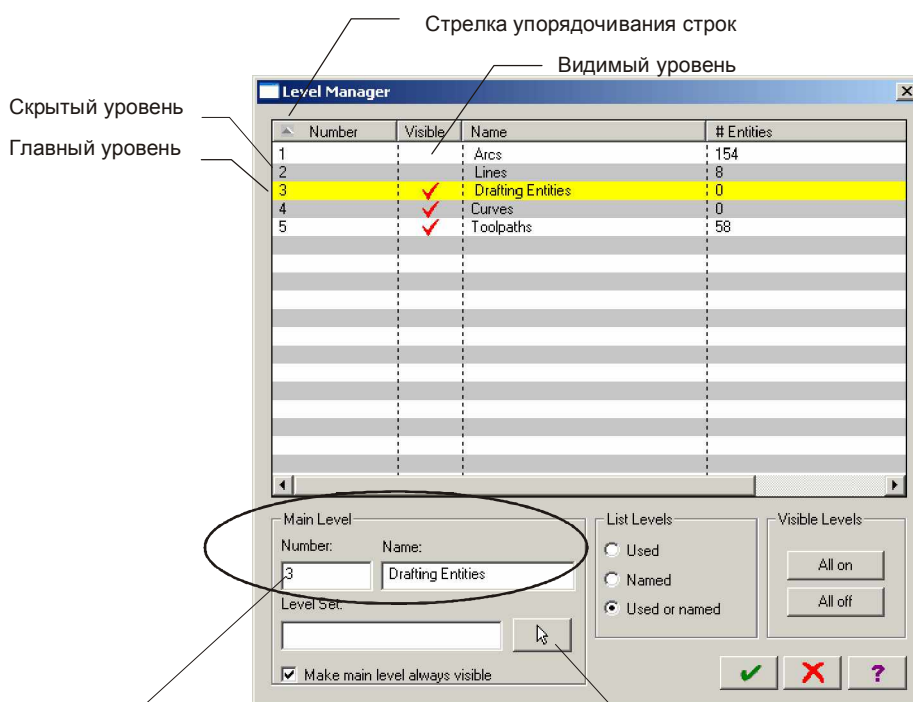 Стрелка упорядочивания строк
Видимый уровень
Скрытый уровень
Главный уровень
Level Manager
Number Visible Name # Entities
1 Arcs 154
2 Lines 8
3 Drafting Entities 0
4 Curves 0
5 Toolpaths 58
Main Level
Number: Name:
3 Drafting Entities
Level Set:
Make main level always visible
List Levels
Used
Named
Used or named
Visible Levels
All on
All off
?